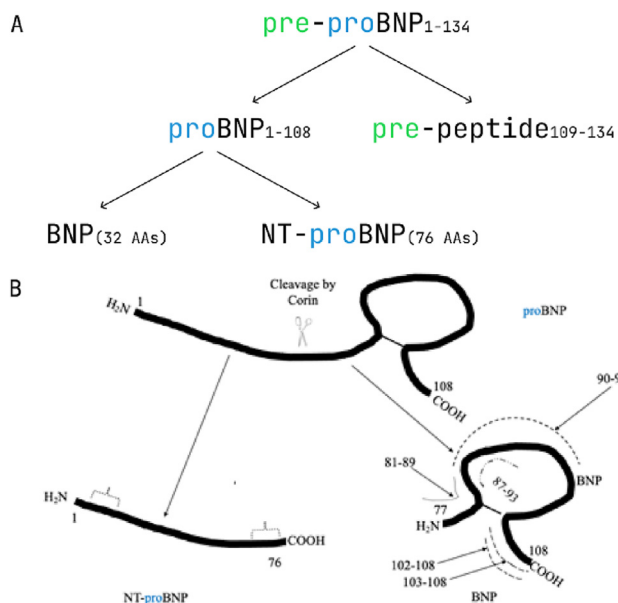 A
pre-proBNP1-134
proBNP1-108
pre-peptide109-134
BNP(32 AAs)
NT-proBNP(76 AAs)
B
Cleavage by
Corin
H2N
1
proBNP
108
COOH
90-9
81-89
87-93
BNP
77
H2N
H2N
1
COOH
76
108
COOH
102-108
103-108
NT-proBNP
BNP